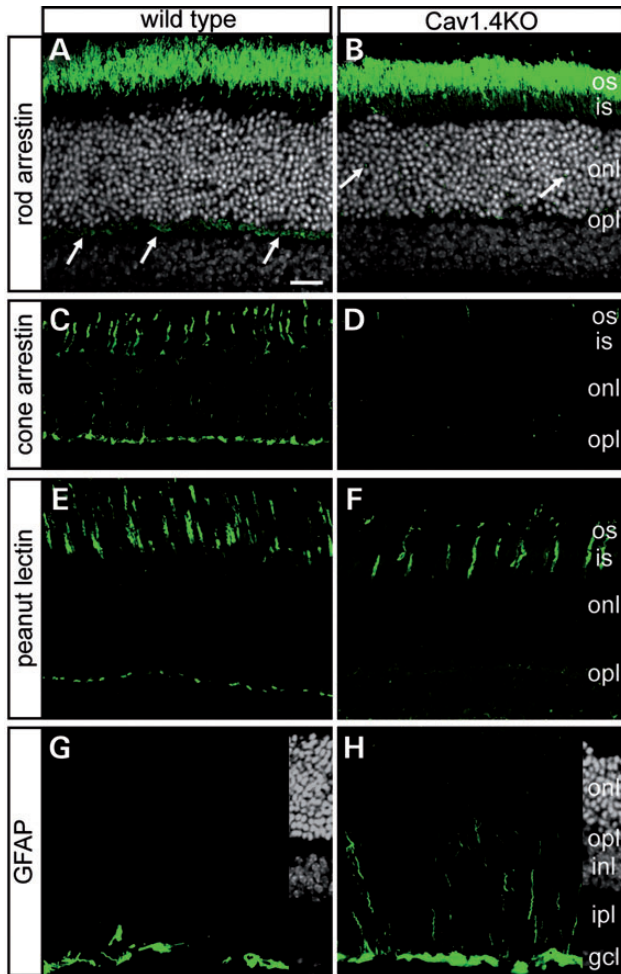 wild type
Cav1.4KO
rod arrestin
A
B
os
is
onl
opl
cone arrestin
C
D
os
is
onl
opl
peanut lectin
E
F
os
is
onl
opl
GFAP
G
H
onl
opl
inl
ipl
gcl